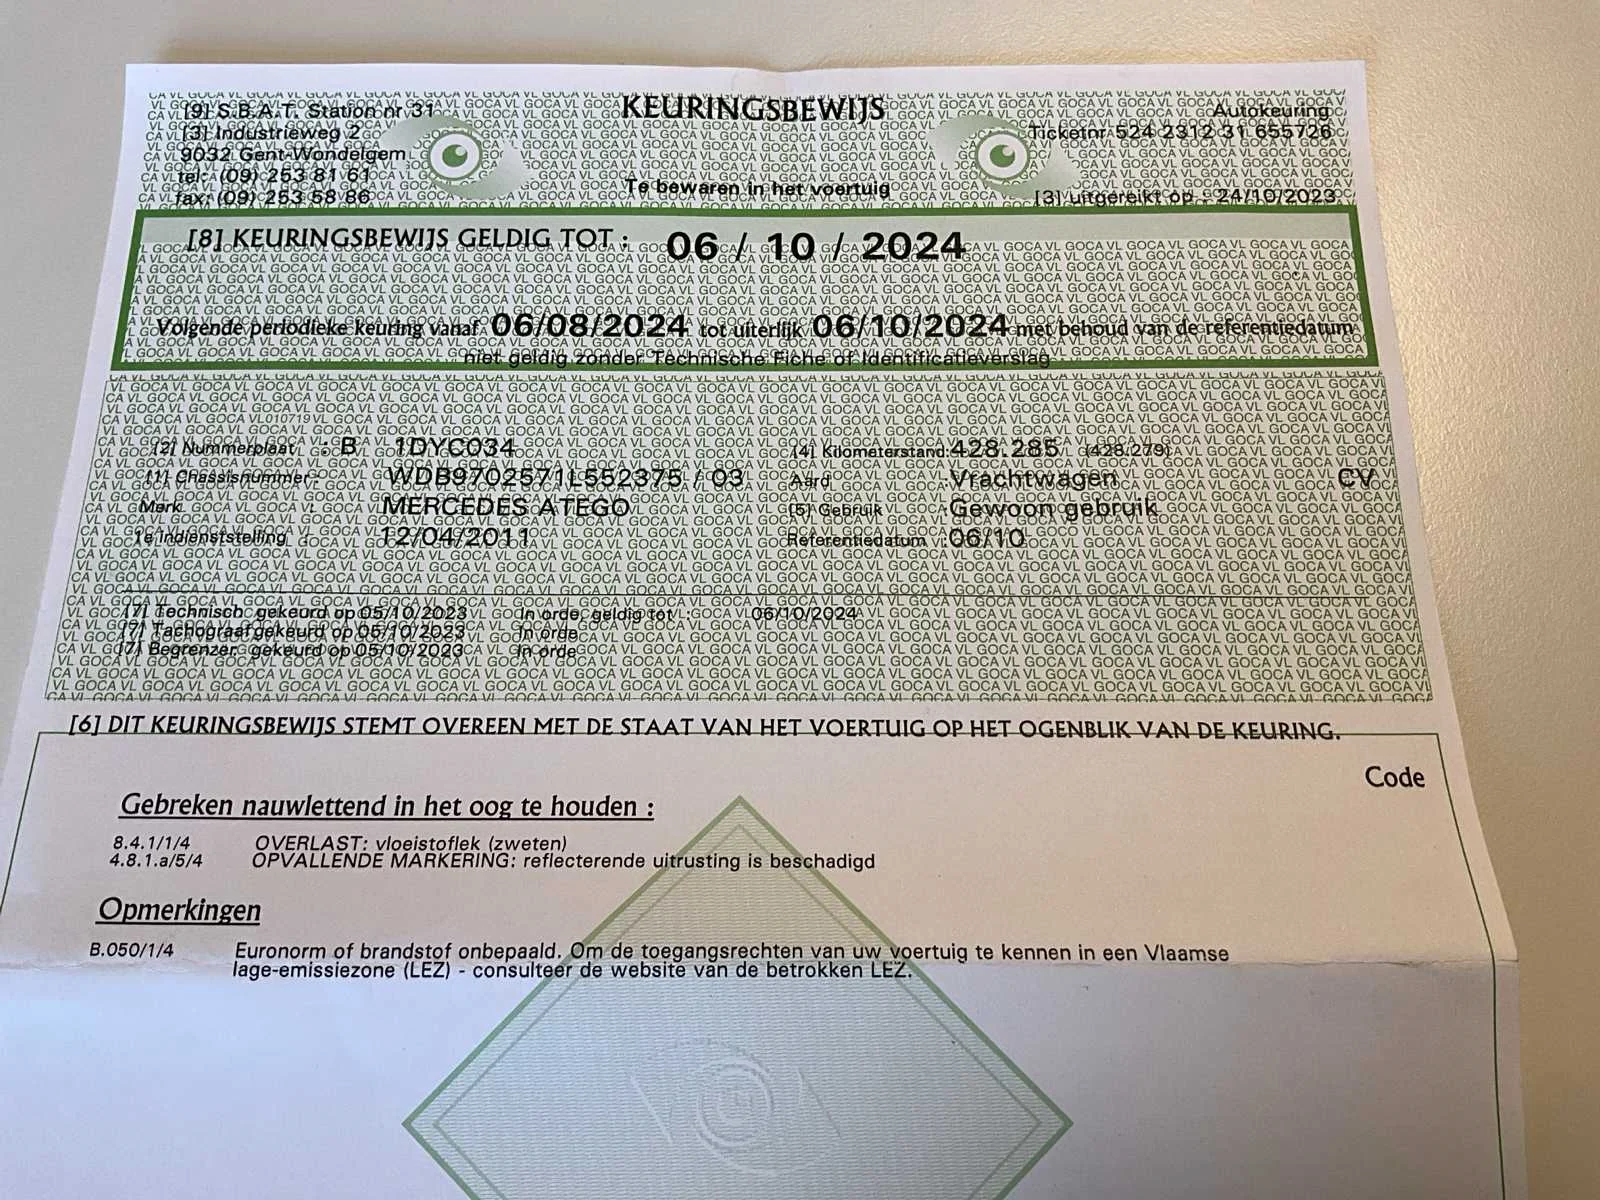 [9] S.B.A.T. Station nr 31
[3] Industrieweg 2
9032 Gent-Wondelgem
tel: (09) 253 81 61
fax: (09) 253 58 86
KEURINGSBEWIJS
Te bewaren in het voertuig
Autokeuring
Ticketnr 524 2312 31 655726
[3] uitgereikt op : 24/10/2023
[8] KEURINGSBEWIJS GELDIG TOT : 06 / 10 / 2024
Volgende periodieke keuring vanaf 06/08/2024 tot uiterlijk 06/10/2024 met behoud van de referentiedatum
niet geldig zonder Technische Fiche of Identificatieverslag
[2] Nummerplaat : B 1DYC034 [4] Kilometerstand: 428.285 (428.279)
[1] Chassisnummer : WDB9702571L552375 / 03 Aard : Vrachtwagen CV
Merk : MERCEDES ATEGO [5] Gebruik : Gewoon gebruik
1e Indienststelling : 12/04/2011 Referentiedatum : 06/10
[7] Technisch gekeurd op 05/10/2023 In orde, geldig tot : 06/10/2024
[7] Tachograaf gekeurd op 05/10/2023 In orde
[7] Begrenzer gekeurd op 05/10/2023 In orde
[6] DIT KEURINGSBEWIJS STEMT OVEREEN MET DE STAAT VAN HET VOERTUIG OP HET OGENBLIK VAN DE KEURING.
Code
Gebreken nauwlettend in het oog te houden :
8.4.1/1/4 OVERLAST: vloeistoflek (zweten)
4.8.1.a/5/4 OPVALLENDE MARKERING: reflecterende uitrusting is beschadigd
Opmerkingen
B.050/1/4 Euronorm of brandstof onbepaald. Om de toegangsrechten van uw voertuig te kennen in een Vlaamse
lage-emissiezone (LEZ) - consulteer de website van de betrokken LEZ.